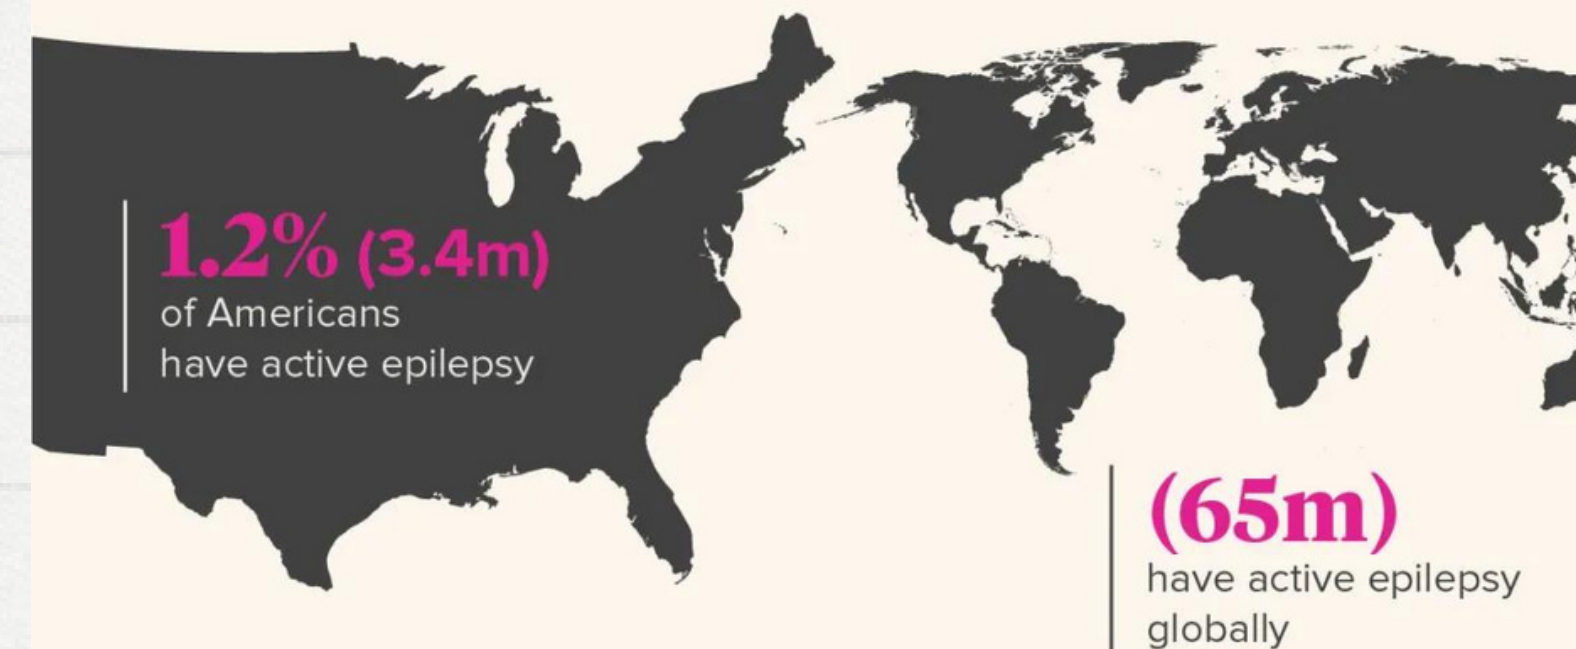 1.2% (3.4m)
of Americans
have active epilepsy
(65m)
have active epilepsy
globally